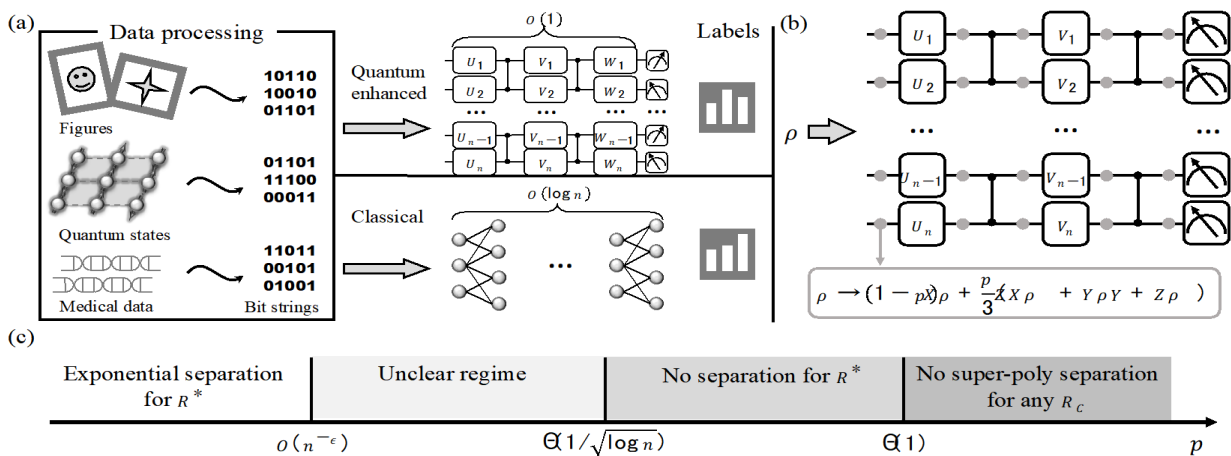 (a)
Data processing
Figures
10110
10010
01101
Quantum states
01101
11100
00011
Medical data
11011
00101
01001
Bit strings
Quantum
enhanced
O(1)
U1 V1 W1
U2 V2 W2
... ... ... ...
Un−1 Vn−1 Wn−1
Un Vn Wn
Labels
Classical
O(log n)
...
(b)
U1 V1
U2 V2
... ... ...
ρ
Un−1 Vn−1
Un Vn
(c)
Exponential separation
for R*
Unclear regime
No separation for R*
No super-poly separation
for any RC
O(n−ϵ)
Θ(1/√log n)
Θ(1)
p